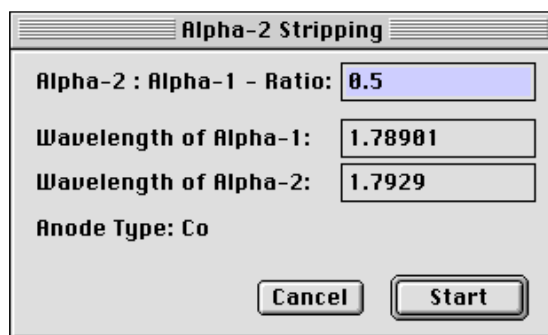 Alpha-2 Stripping
Alpha-2 : Alpha-1 - Ratio: 0.5
Wavelength of Alpha-1: 1.78901
Wavelength of Alpha-2: 1.7929
Anode Type: Co
Cancel Start